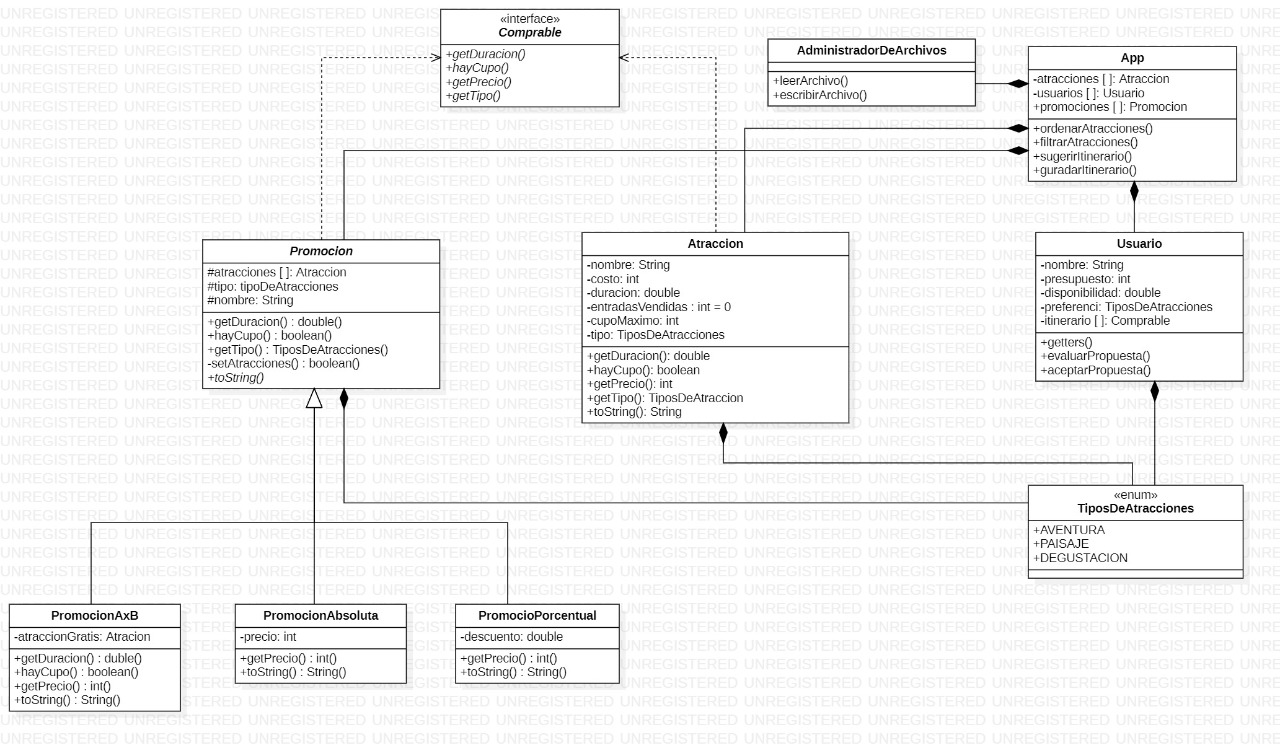 «interface»
Comprable
+getDuracion()
+hayCupo()
+getPrecio()
+getTipo()
AdministradorDeArchivos
+leerArchivo()
+escribirArchivo()
App
-atracciones [ ]: Atraccion
-usuarios [ ]: Usuario
+promociones [ ]: Promocion
+ordenarAtracciones()
+filtrarAtracciones()
+sugerirItinerario()
+guradarItinerario()
Promocion
#atracciones [ ]: Atraccion
#tipo: tipoDeAtracciones
#nombre: String
+getDuracion() : double()
+hayCupo() : boolean()
+getTipo() : TiposDeAtracciones()
-setAtracciones() : boolean()
+toString()
Atraccion
-nombre: String
-costo: int
-duracion: double
-entradasVendidas : int = 0
-cupoMaximo: int
-tipo: TiposDeAtracciones
+getDuracion(): double
+hayCupo(): boolean
+getPrecio(): int
+getTipo(): TiposDeAtraccion
+toString(): String
Usuario
-nombre: String
-presupuesto: int
-disponibilidad: double
-preferenci: TiposDeAtracciones
-itinerario [ ]: Comprable
+getters()
+evaluarPropuesta()
+aceptarPropuesta()
«enum»
TiposDeAtracciones
+AVENTURA
+PAISAJE
+DEGUSTACION
PromocionAxB
-atraccionGratis: Atracion
+getDuracion() : duble()
+hayCupo() : boolean()
+getPrecio() : int()
+toString() : String()
PromocionAbsoluta
-precio: int
+getPrecio() : int()
+toString() : String()
PromocioPorcentual
-descuento: double
+getPrecio() : int()
+toString() : String()
UNREGISTERED